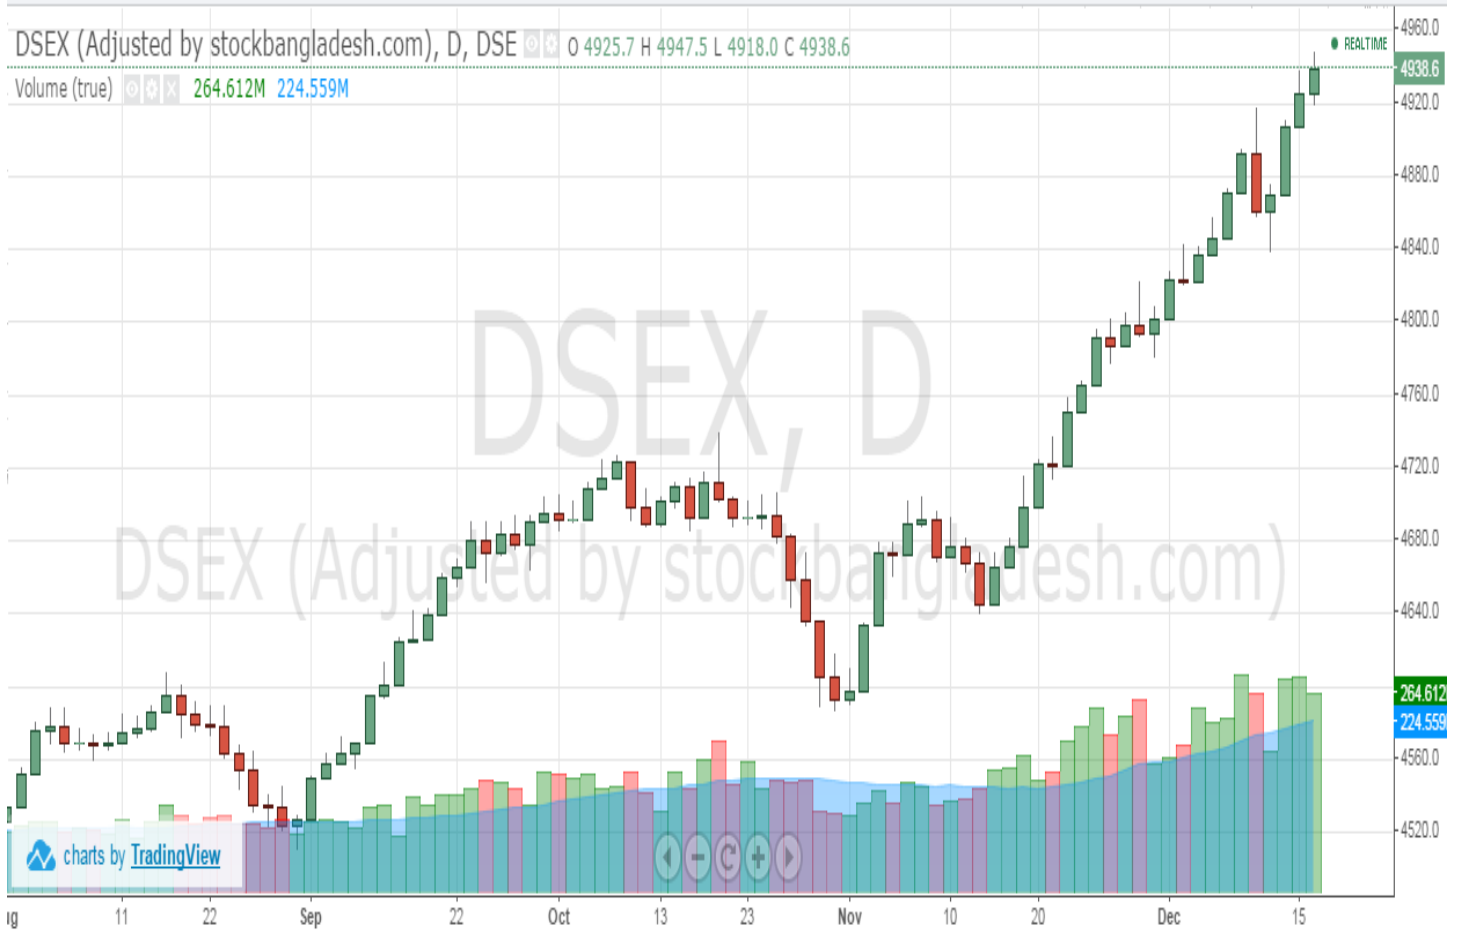 DSEX (Adjusted by stockbangladesh.com), D, DSE O 4925.7 H 4947.5 L 4918.0 C 4938.6
Volume (true) 264.612M 224.559M
REALTIME
4960.0
4938.6
4920.0
4880.0
4840.0
4800.0
4760.0
4720.0
4680.0
4640.0
264.612
224.559
4560.0
4520.0
DSEX, D
DSEX (Adjusted by stockbangladesh.com)
charts by TradingView
ug 11 22 Sep 22 Oct 13 23 Nov 10 20 Dec 15